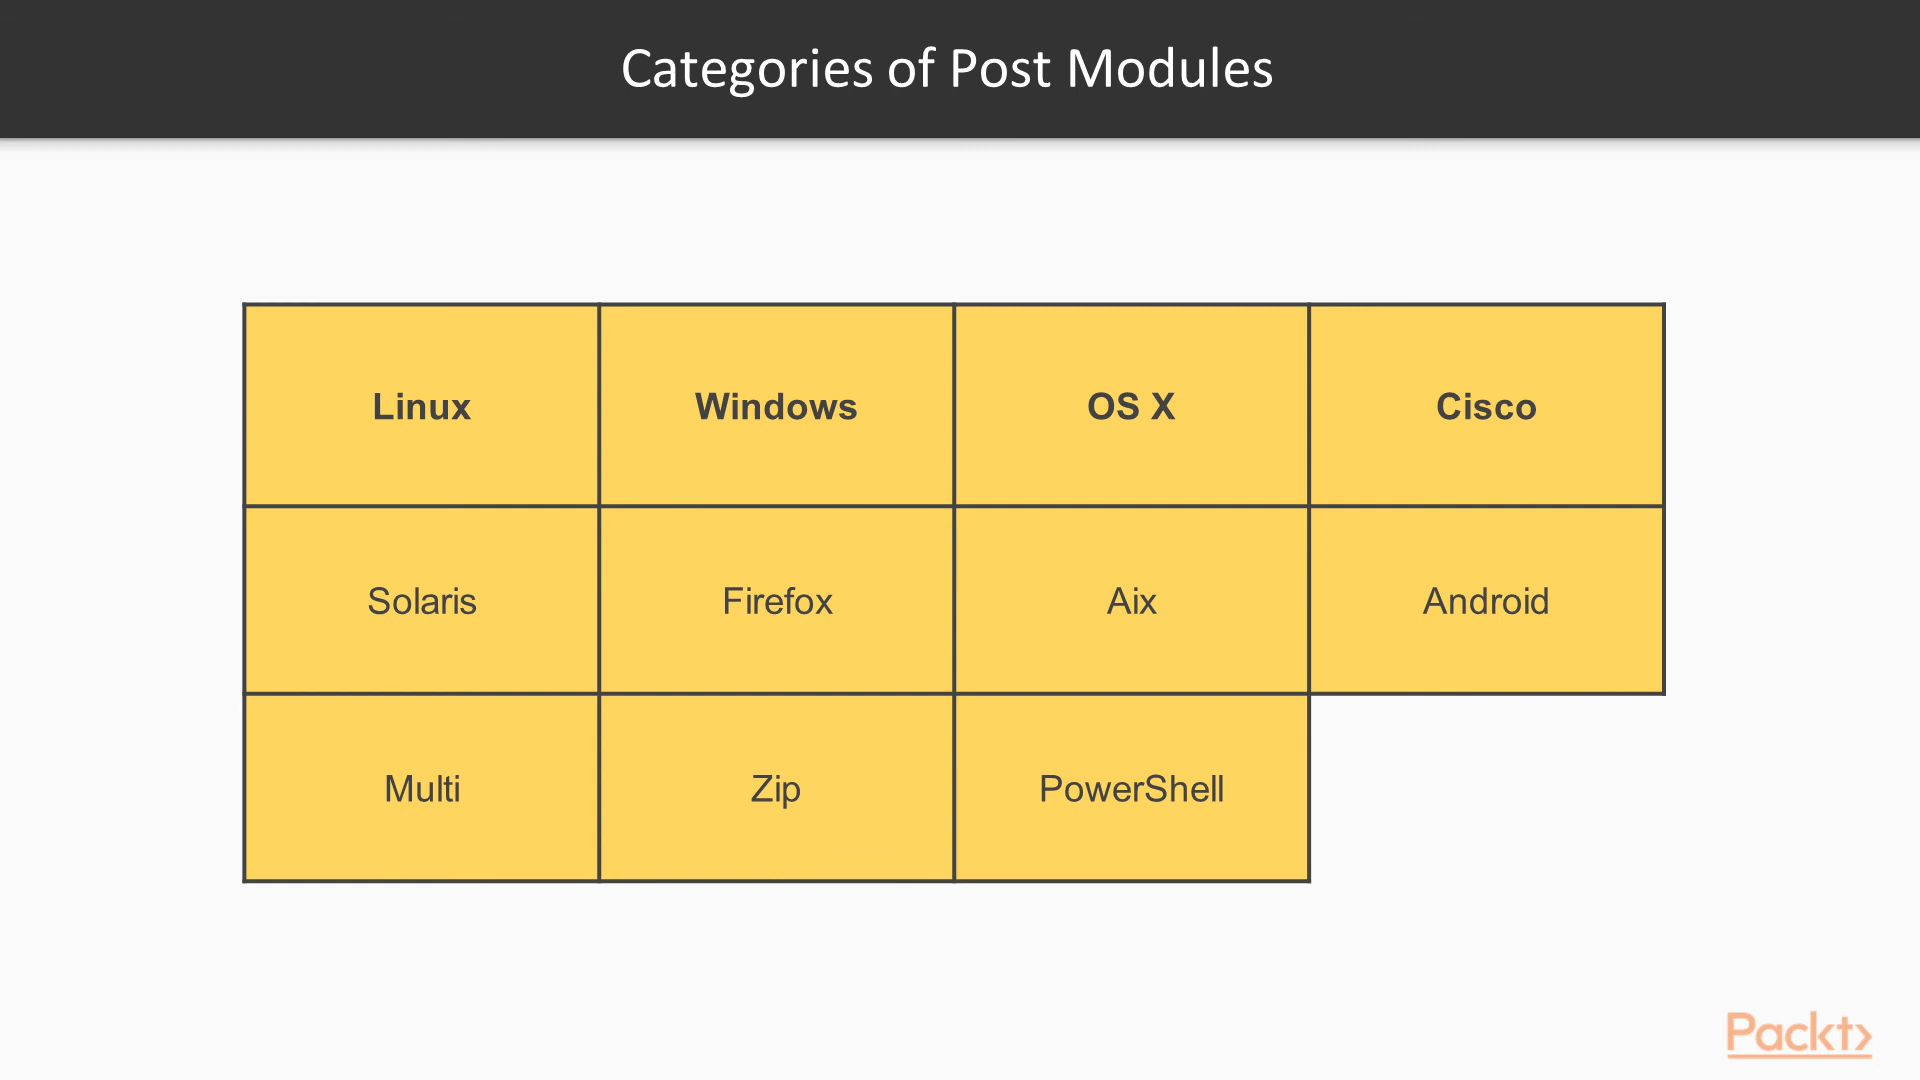 Categories of Post Modules
Linux Windows OS X Cisco
Solaris Firefox Aix Android
Multi Zip PowerShell
Packt